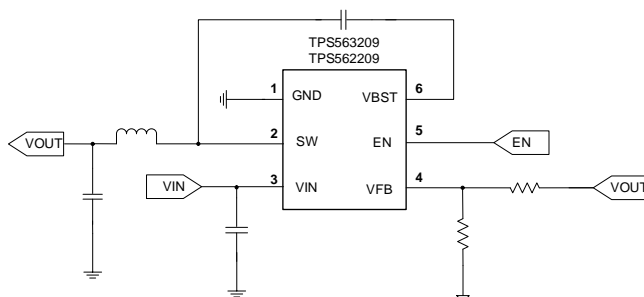 TPS563209
TPS562209
1
GND
VBST
6
VOUT
2
SW
EN
5
EN
VIN
3
VIN
VFB
4
VOUT